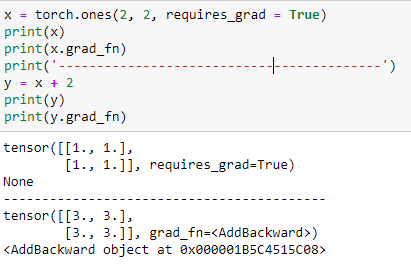 x = torch.ones(2, 2, requires_grad = True)
print(x)
print(x.grad_fn)
print('-----------------------------------------')
y = x + 2
print(y)
print(y.grad_fn)
tensor([[1., 1.],
        [1., 1.]], requires_grad=True)
None
-----------------------------------------
tensor([[3., 3.],
        [3., 3.]], grad_fn=<AddBackward>)
<AddBackward object at 0x000001B5C4515C08>